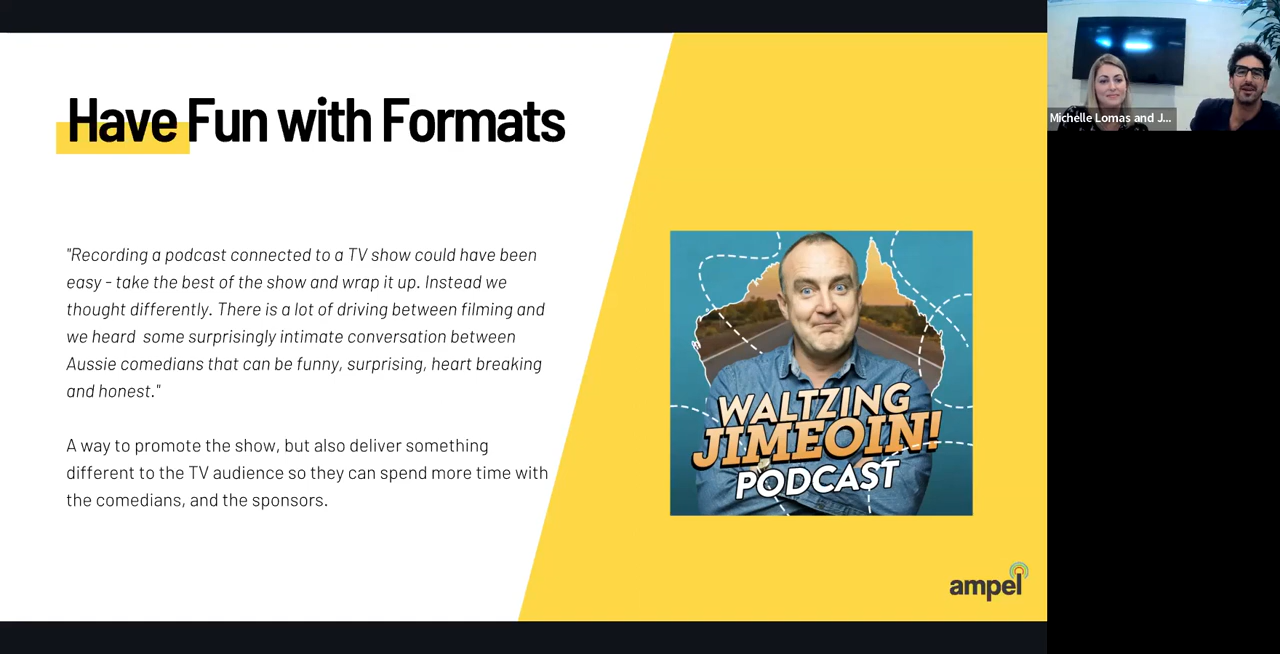 Have Fun with Formats
"Recording a podcast connected to a TV show could have been
easy - take the best of the show and wrap it up. Instead we
thought differently. There is a lot of driving between filming and
we heard  some surprisingly intimate conversation between
Aussie comedians that can be funny, surprising, heart breaking
and honest."
A way to promote the show, but also deliver something
different to the TV audience so they can spend more time with
the comedians, and the sponsors.
WALTZING
JIMEOIN!
PODCAST
ampel
Michelle Lomas and J...